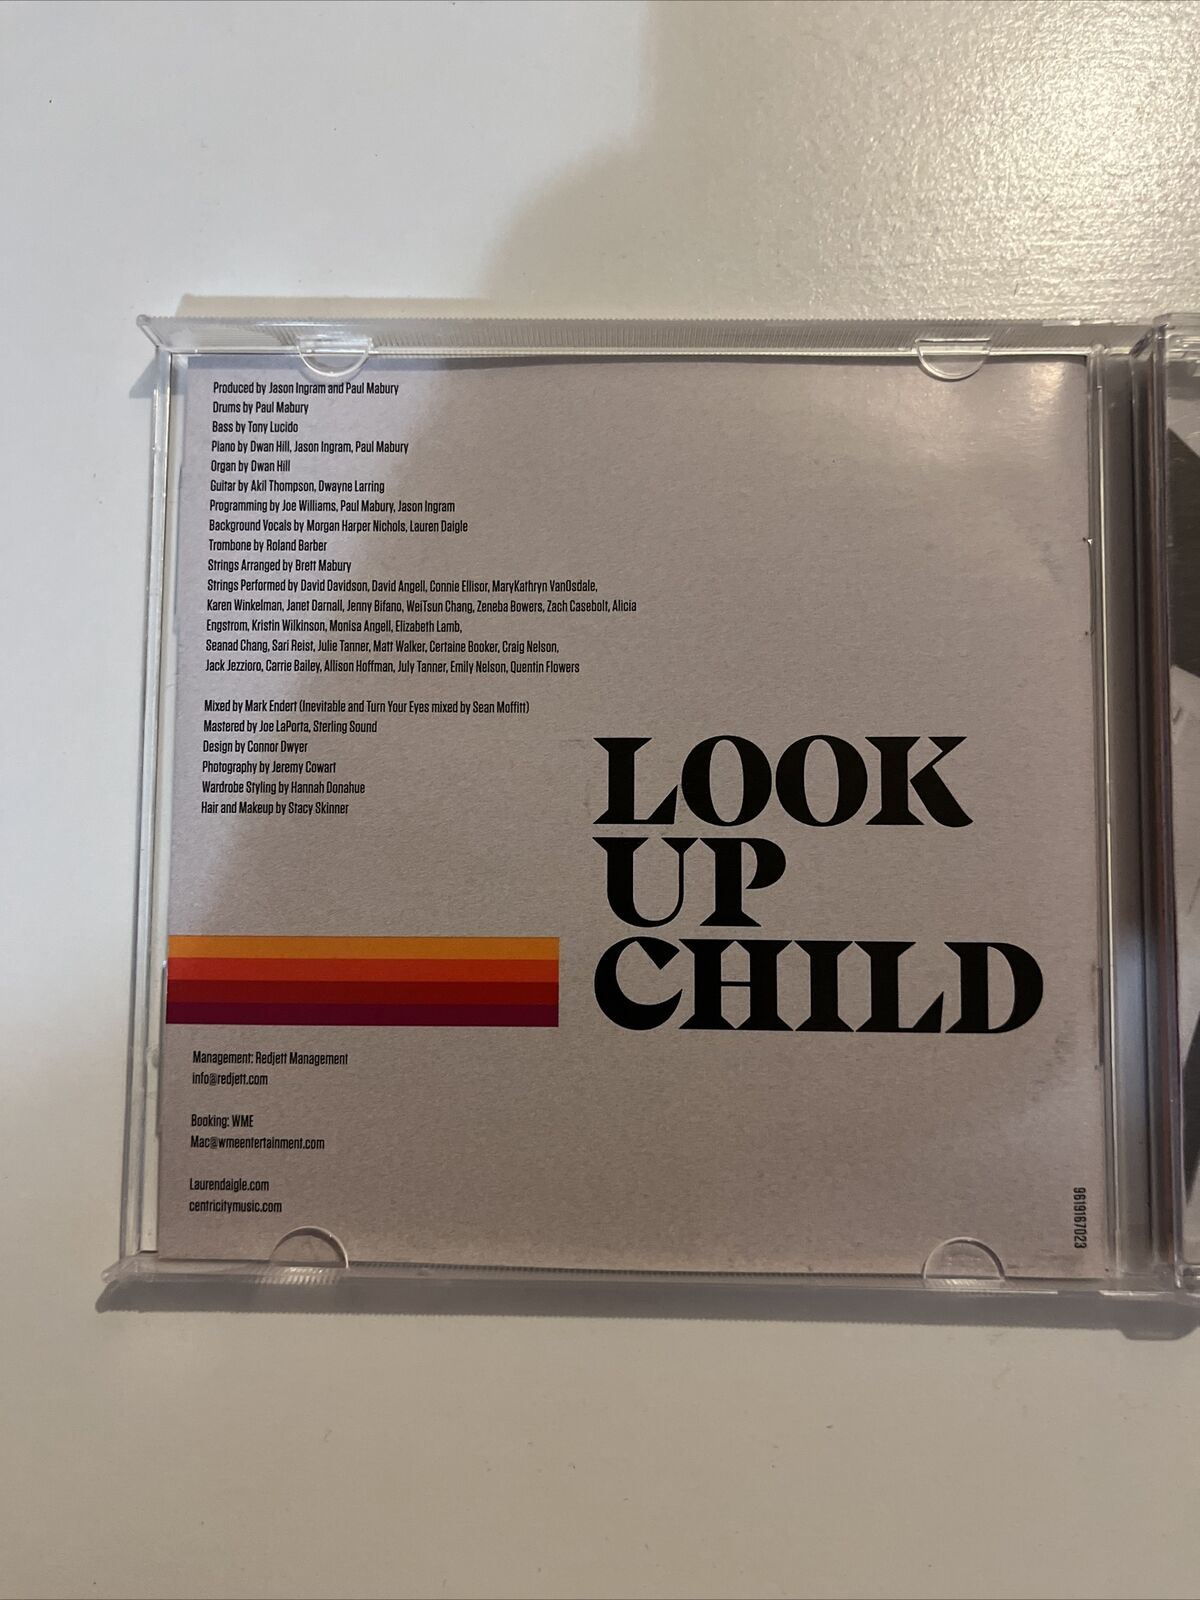 Produced by Jason Ingram and Paul Mabury
Drums by Paul Mabury
Bass by Tony Lucido
Piano by Dwan Hill, Jason Ingram, Paul Mabury
Organ by Dwan Hill
Guitar by Akil Thompson, Dwayne Larring
Programming by Joe Williams, Paul Mabury, Jason Ingram
Background Vocals by Morgan Harper Nichols, Lauren Daigle
Trombone by Roland Barber
Strings Arranged by Brett Mabury
Strings Performed by David Davidson, David Angell, Connie Ellisor, MaryKathryn VanOsdale,
Karen Winkelman, Janet Darnall, Jenny Bifano, WeiTsun Chang, Zeneba Bowers, Zach Casebolt, Alicia
Engstrom, Kristin Wilkinson, Monisa Angell, Elizabeth Lamb,
Seanad Chang, Sari Reist, Julie Tanner, Matt Walker, Certaine Booker, Craig Nelson,
Jack Jezzioro, Carrie Bailey, Allison Hoffman, July Tanner, Emily Nelson, Quentin Flowers
Mixed by Mark Endert (Inevitable and Turn Your Eyes mixed by Sean Moffitt)
Mastered by Joe LaPorta, Sterling Sound
Design by Connor Dwyer
Photography by Jeremy Cowart
Wardrobe Styling by Hannah Donahue
Hair and Makeup by Stacy Skinner
LOOK
UP
CHILD
Management: Redjett Management
info@redjett.com
Booking: WME
Mac@wmeentertainment.com
Laurendaigle.com
centricitymusic.com
9619167023